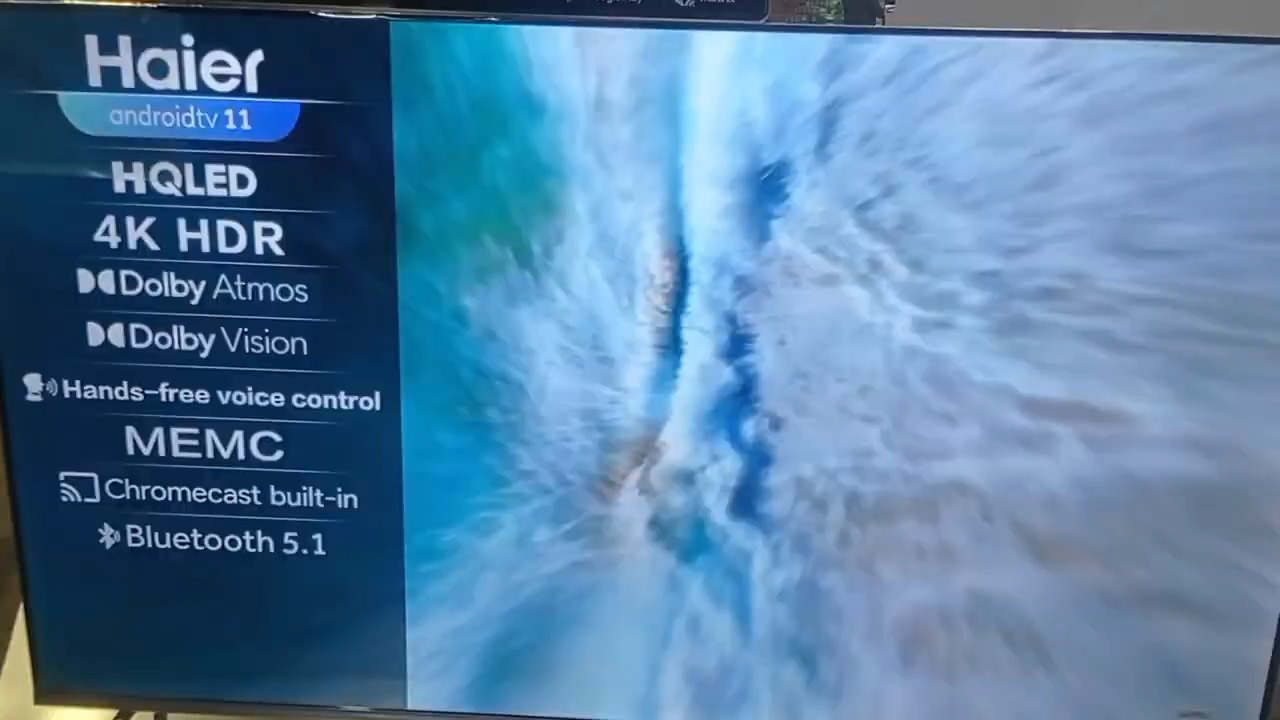 Haier
androidtv 11
HQLED
4K HDR
Dolby Atmos
Dolby Vision
Hands-free voice control
MEMC
Chromecast built-in
Bluetooth 5.1